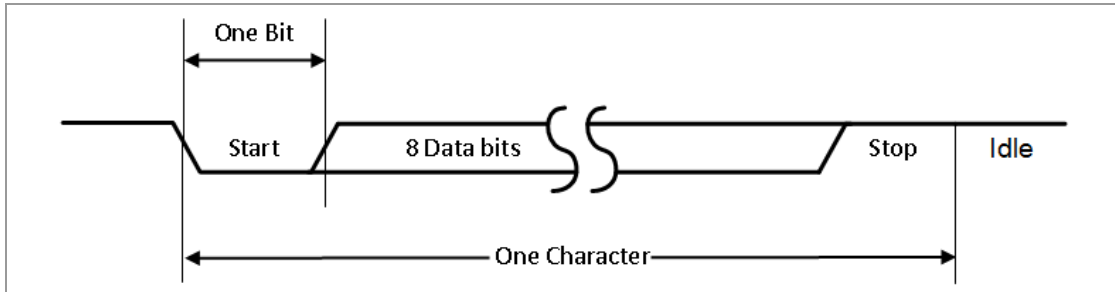 One Bit
Start
8 Data bits
Stop
Idle
One Character